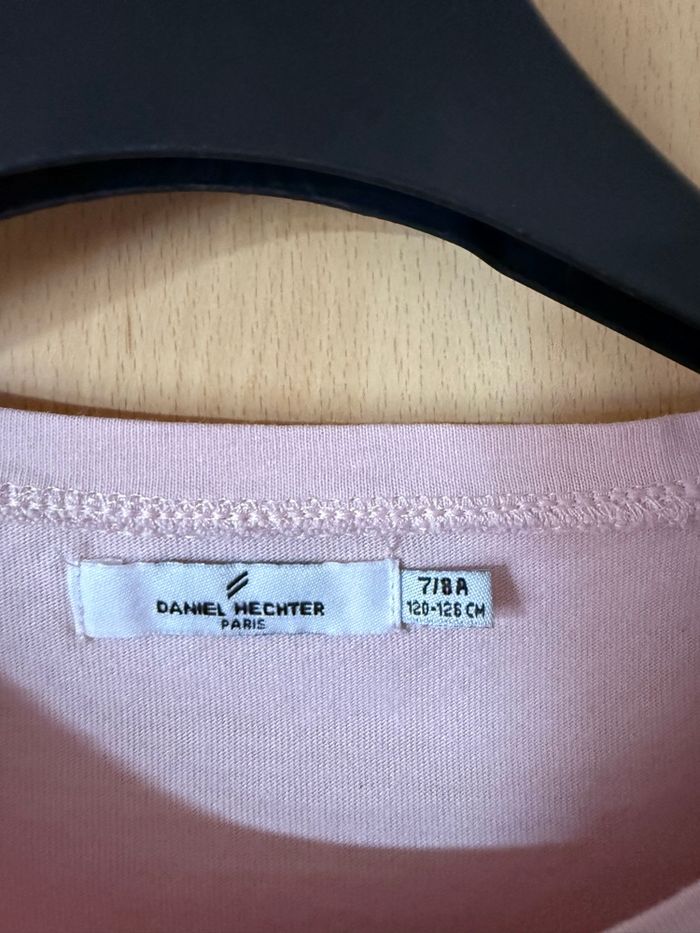 DANIEL HECHTER
PARIS
7/8A
120-126 CM